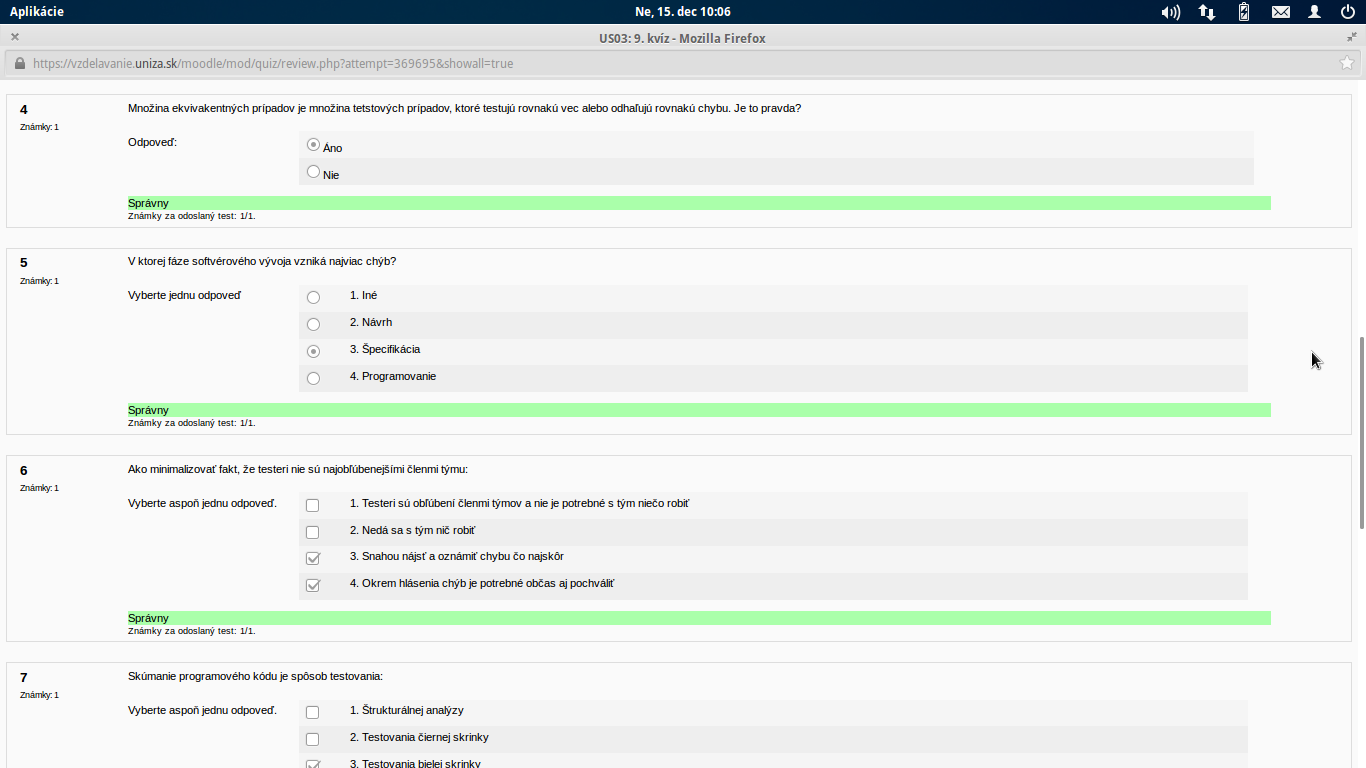 Aplikácie
Ne, 15. dec 10:06
US03: 9. kvíz - Mozilla Firefox
https://vzdelavanie.uniza.sk/moodle/mod/quiz/review.php?attempt=369695&showall=true
4
Známky: 1
Množina ekvivakentných prípadov je množina tetstových prípadov, ktoré testujú rovnakú vec alebo odhaľujú rovnakú chybu. Je to pravda?
Odpoveď:
Áno
Nie
Správny
Známky za odoslaný test: 1/1.
5
Známky: 1
V ktorej fáze softvérového vývoja vzniká najviac chýb?
Vyberte jednu odpoveď
1. Iné
2. Návrh
3. Špecifikácia
4. Programovanie
Správny
Známky za odoslaný test: 1/1.
6
Známky: 1
Ako minimalizovať fakt, že testeri nie sú najobľúbenejšími členmi týmu:
Vyberte aspoň jednu odpoveď.
1. Testeri sú obľúbení členmi týmov a nie je potrebné s tým niečo robiť
2. Nedá sa s tým nič robiť
3. Snahou nájsť a oznámiť chybu čo najskôr
4. Okrem hlásenia chýb je potrebné občas aj pochváliť
Správny
Známky za odoslaný test: 1/1.
7
Známky: 1
Skúmanie programového kódu je spôsob testovania:
Vyberte aspoň jednu odpoveď.
1. Štrukturálnej analýzy
2. Testovania čiernej skrinky
3. Testovania bielej skrinky